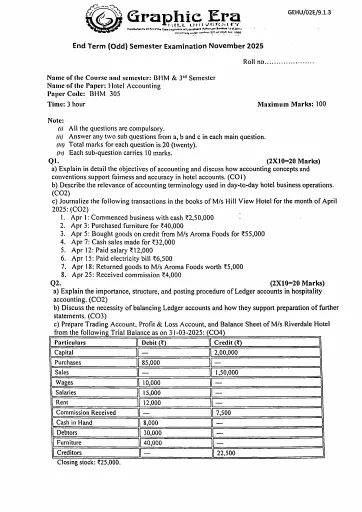 GEHU/02E/9.1.3
Graphic Era
HILL UNIVERSITY
End Term (Odd) Semester Examination November 2025
Roll no.....................
Name of the Course and semester: BHM & 3rd Semester
Name of the Paper: Hotel Accounting
Paper Code: BHM 305
Time: 3 hour Maximum Marks: 100
Note:
(i) All the questions are compulsory.
(ii) Answer any two sub questions from a, b and c in each main question.
(iii) Total marks for each question is 20 (twenty).
(iv) Each sub-question carries 10 marks.
Q1. (2X10=20 Marks)
a) Explain in detail the objectives of accounting and discuss how accounting concepts and
conventions support fairness and accuracy in hotel accounts. (CO1)
b) Describe the relevance of accounting terminology used in day-to-day hotel business operations.
(CO2)
c) Journalize the following transactions in the books of M/s Hill View Hotel for the month of April
2025: (CO2)
1. Apr 1: Commenced business with cash ₹2,50,000
2. Apr 3: Purchased furniture for ₹40,000
3. Apr 5: Bought goods on credit from M/s Aroma Foods for ₹55,000
4. Apr 7: Cash sales made for ₹32,000
5. Apr 12: Paid salary ₹12,000
6. Apr 15: Paid electricity bill ₹6,500
7. Apr 18: Returned goods to M/s Aroma Foods worth ₹5,000
8. Apr 25: Received commission ₹4,000
Q2. (2X10=20 Marks)
a) Explain the importance, structure, and posting procedure of Ledger accounts in hospitality
accounting. (CO2)
b) Discuss the necessity of balancing Ledger accounts and how they support preparation of further
statements. (CO3)
c) Prepare Trading Account, Profit & Loss Account, and Balance Sheet of M/s Riverdale Hotel
from the following Trial Balance as on 31-03-2025: (CO4)
Particulars Debit (₹) Credit (₹)
Capital — 2,00,000
Purchases 85,000 —
Sales — 1,50,000
Wages 10,000 —
Salaries 15,000 —
Rent 12,000 —
Commission Received — 7,500
Cash in Hand 8,000 —
Debtors 30,000 —
Furniture 40,000 —
Creditors — 22,500
Closing stock: ₹25,000.